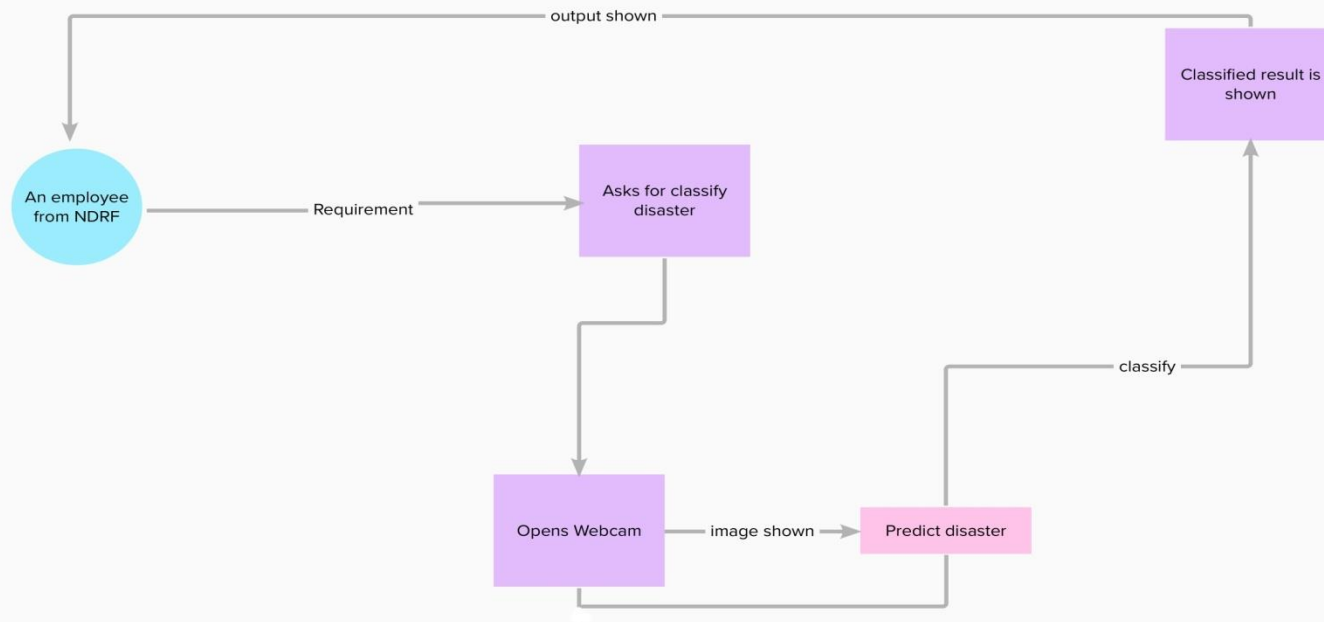 output shown
Classified result is
shown
An employee
from NDRF
Requirement
Asks for classify
disaster
classify
Opens Webcam
image shown
Predict disaster